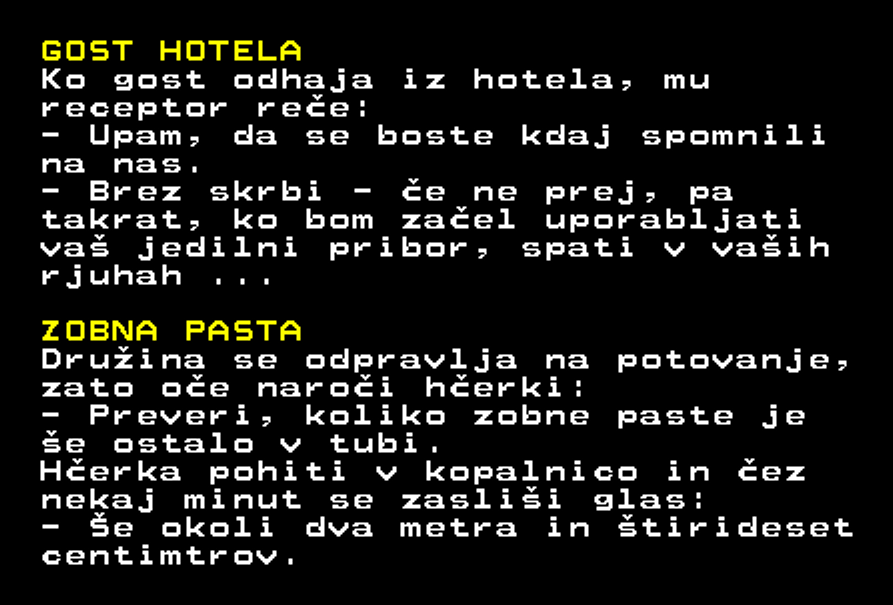 GOST HOTELA
Ko gost odhaja iz hotela, mu
receptor reče:
- Upam, da se boste kdaj spomnili
na nas.
- Brez skrbi - če ne prej, pa
takrat, ko bom začel uporabljati
vaš jedilni pribor, spati v vaših
rjuhah ...
ZOBNA PASTA
Družina se odpravlja na potovanje,
zato oče naroči hčerki:
- Preveri, koliko zobne paste je
še ostalo v tubi.
Hčerka pohiti v kopalnico in čez
nekaj minut se zasliši glas:
- Še okoli dva metra in štirideset
centimtrov.